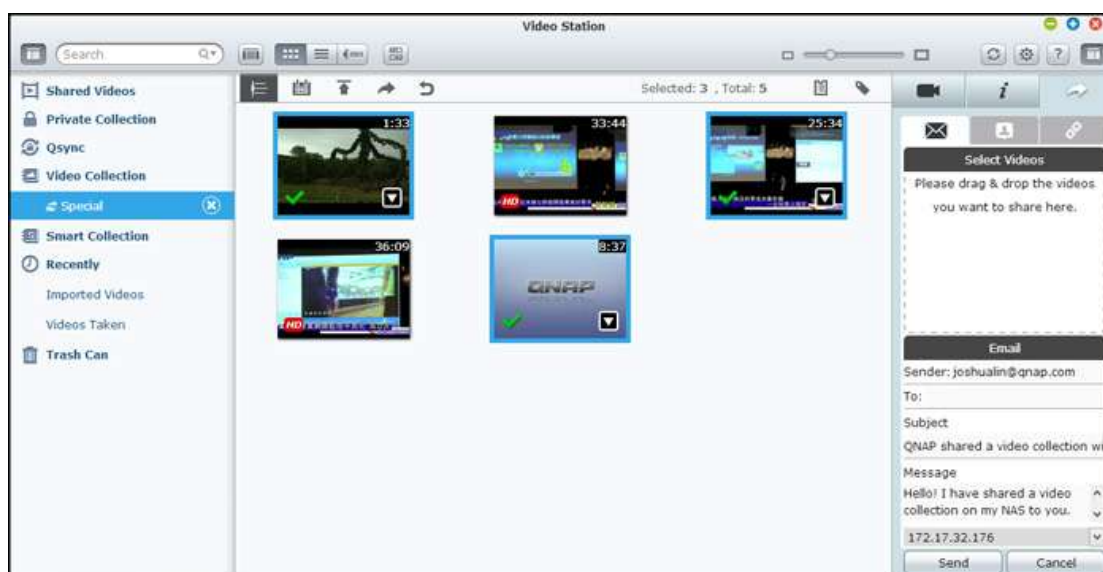 Video Station
Search
Shared Videos
Private Collection
Qsync
Video Collection
Special
Smart Collection
Recently
Imported Videos
Videos Taken
Trash Can
Selected: 3 , Total: 5
1:33
33:44
HD
25:34
36:09
HD
8:37
QNAP
i
?
Select Videos
Please drag & drop the videos
you want to share here.
Email
Sender: joshualin@qnap.com
To:
Subject
QNAP shared a video collection wi
Message
Hello! I have shared a video
collection on my NAS to you.
172.17.32.176
Send Cancel